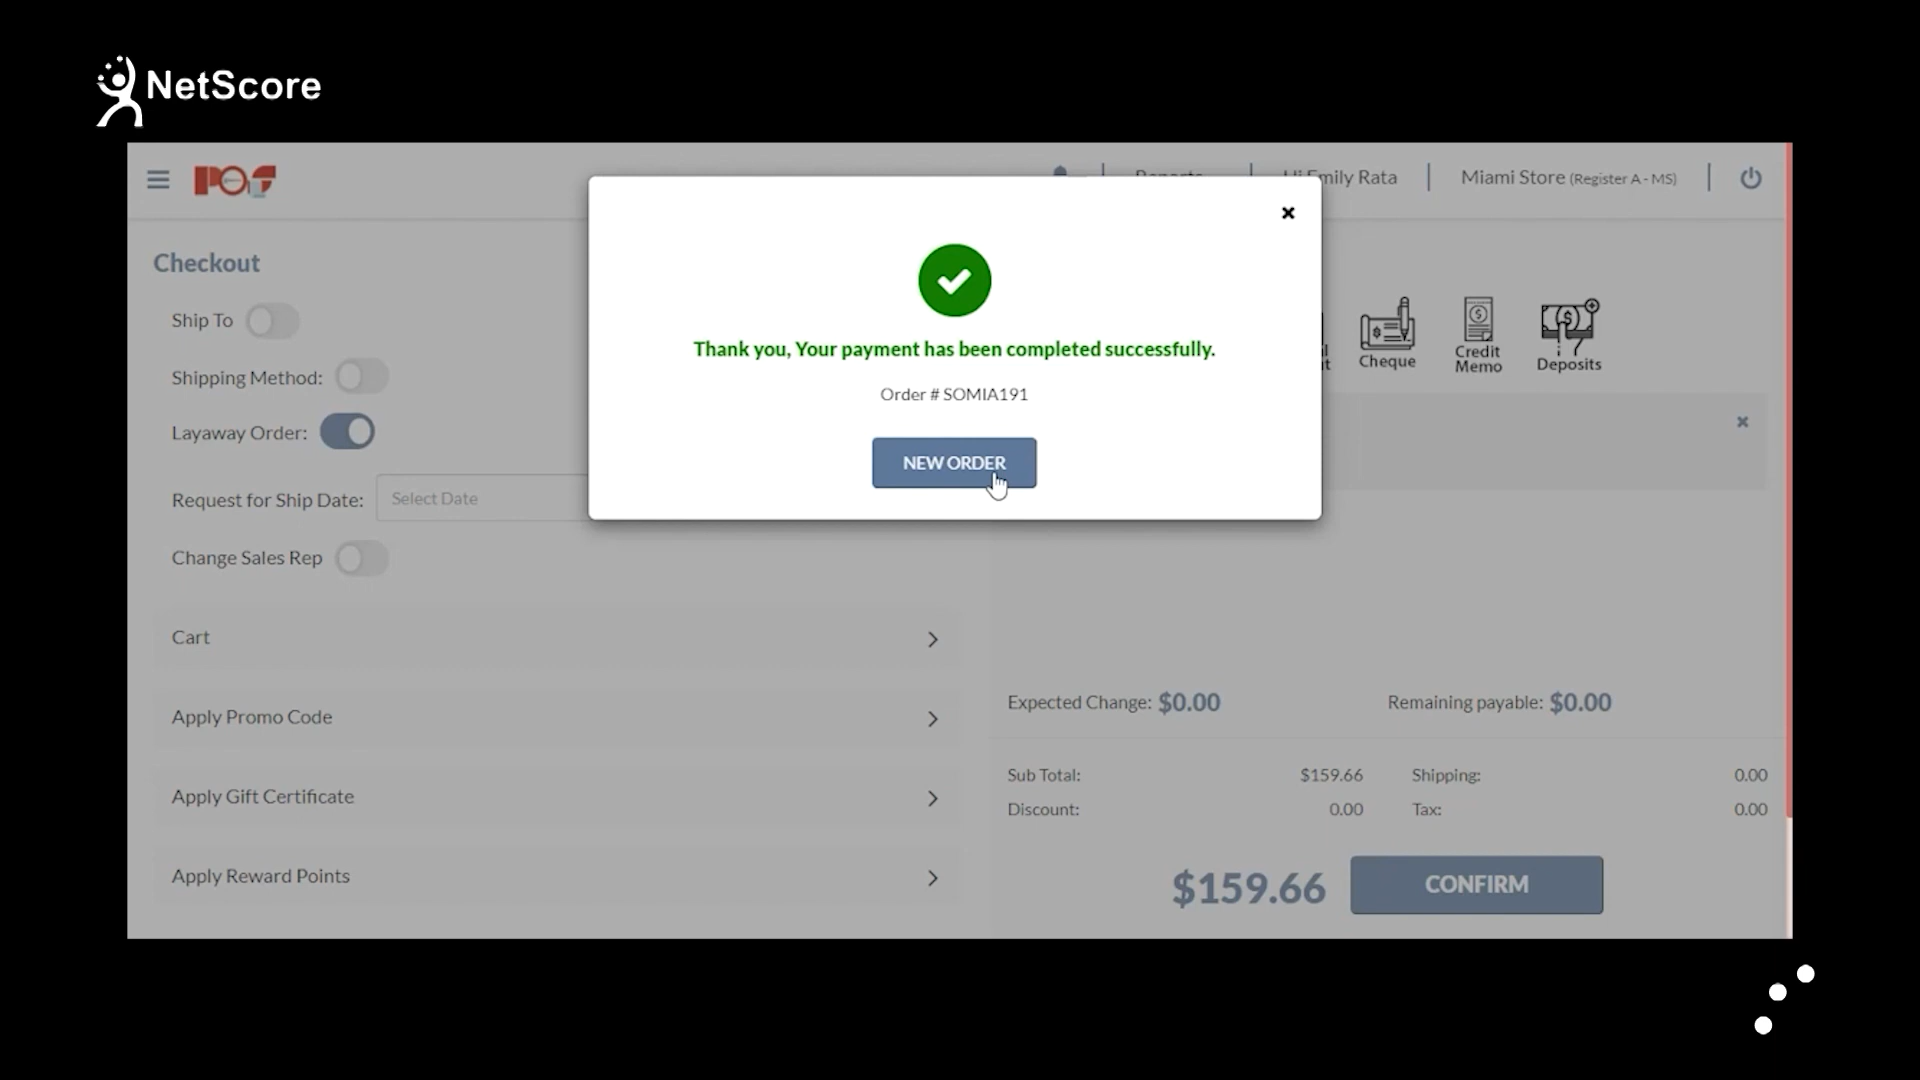 NetScore
POS
Reports
Hi Emily Rata
Miami Store (Register A - MS)
Checkout
Ship To
Shipping Method:
Layaway Order:
Request for Ship Date:
Select Date
Change Sales Rep
Cart
Apply Promo Code
Apply Gift Certificate
Apply Reward Points
Thank you, Your payment has been completed successfully.
Order # SOMIA191
NEW ORDER
Cheque
Credit
Memo
Deposits
Expected Change: $0.00
Remaining payable: $0.00
Sub Total: $159.66 Shipping: 0.00
Discount: 0.00 Tax: 0.00
$159.66
CONFIRM